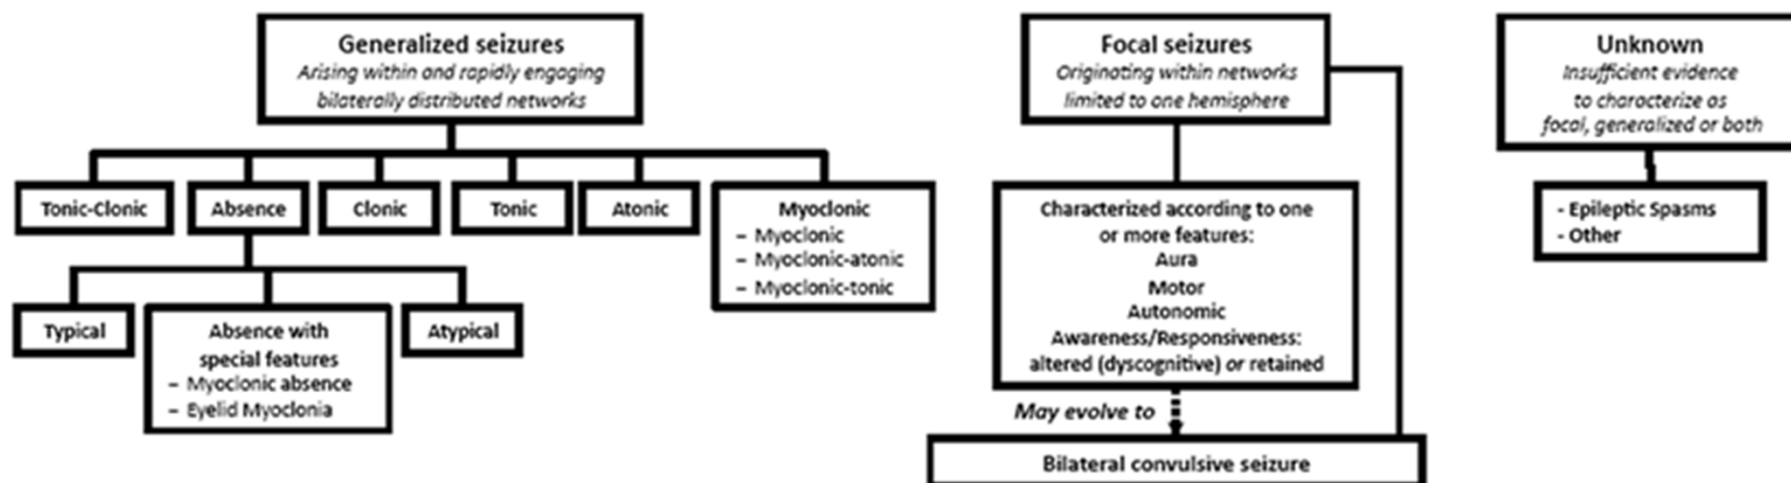 Generalized seizures
Arising within and rapidly engaging
bilaterally distributed networks
Tonic-Clonic
Absence
Clonic
Tonic
Atonic
Myoclonic
– Myoclonic
– Myoclonic-atonic
– Myoclonic-tonic
Typical
Absence with
special features
– Myoclonic absence
– Eyelid Myoclonia
Atypical
Focal seizures
Originating within networks
limited to one hemisphere
Characterized according to one
or more features:
Aura
Motor
Autonomic
Awareness/Responsiveness:
altered (dyscognitive) or retained
May evolve to
Bilateral convulsive seizure
Unknown
Insufficient evidence
to characterize as
focal, generalized or both
- Epileptic Spasms
- Other